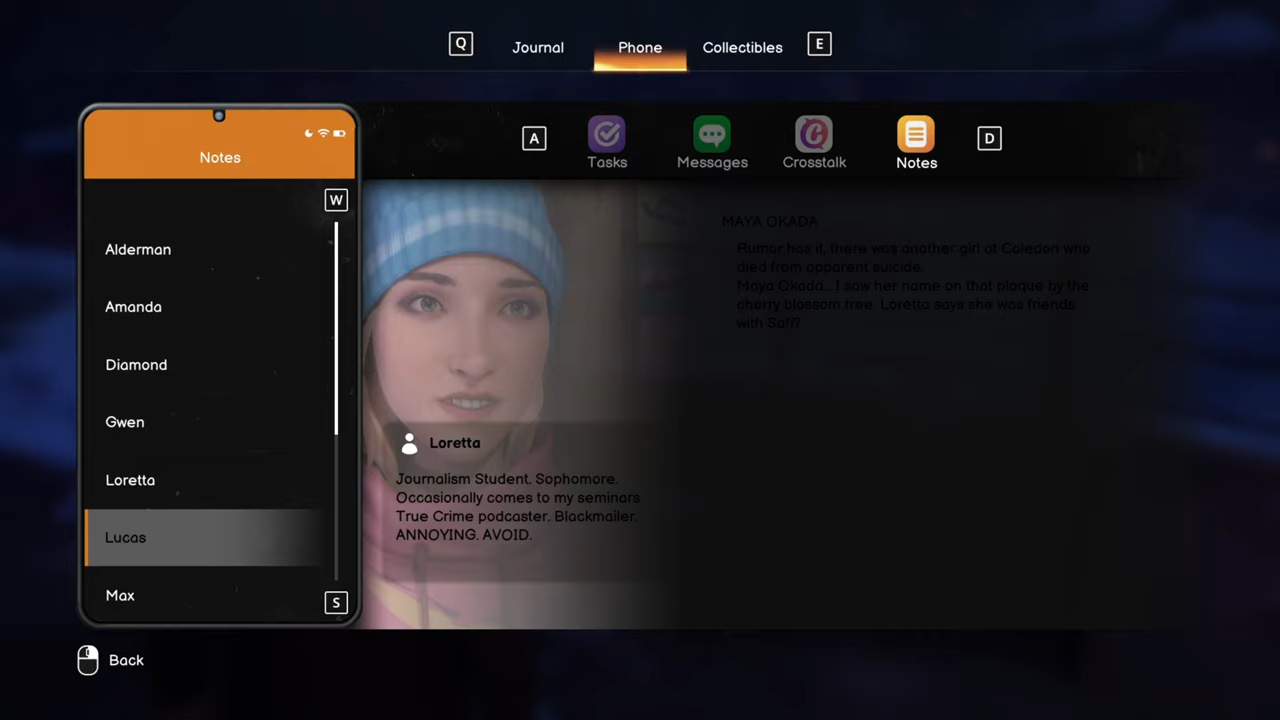 Q
Journal
Phone
Collectibles
E
Notes
A
Tasks
Messages
Crosstalk
Notes
D
W
Alderman
Amanda
Diamond
Gwen
Loretta
Lucas
Max
S
Loretta
Journalism Student. Sophomore.
Occasionally comes to my seminars
True Crime podcaster. Blackmailer.
ANNOYING. AVOID.
MAYA OKADA
Rumor has it, there was another girl at Caledon who
died from apparent suicide.
Maya Okada... I saw her name on that plaque by the
cherry blossom tree. Loretta says she was friends
with Safi?
Back